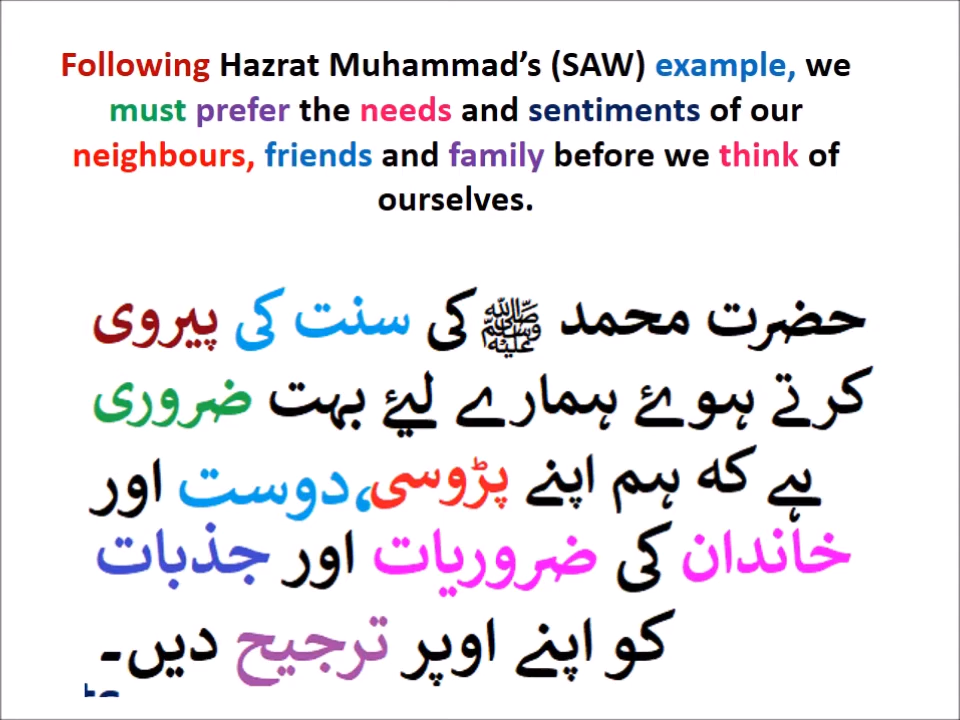 Following Hazrat Muhammad’s (SAW) example, we
must prefer the needs and sentiments of our
neighbours, friends and family before we think of
ourselves.
حضرت محمد ﷺ کی سنت کی پیروی
کرتے ہوۓ ہمارے لیۓ بہت ضروری
ہے کہ ہم اپنے پڑوسی،دوست اور
خاندان کی ضروریات اور جذبات
کو اپنے اوپر ترجیح دیں۔